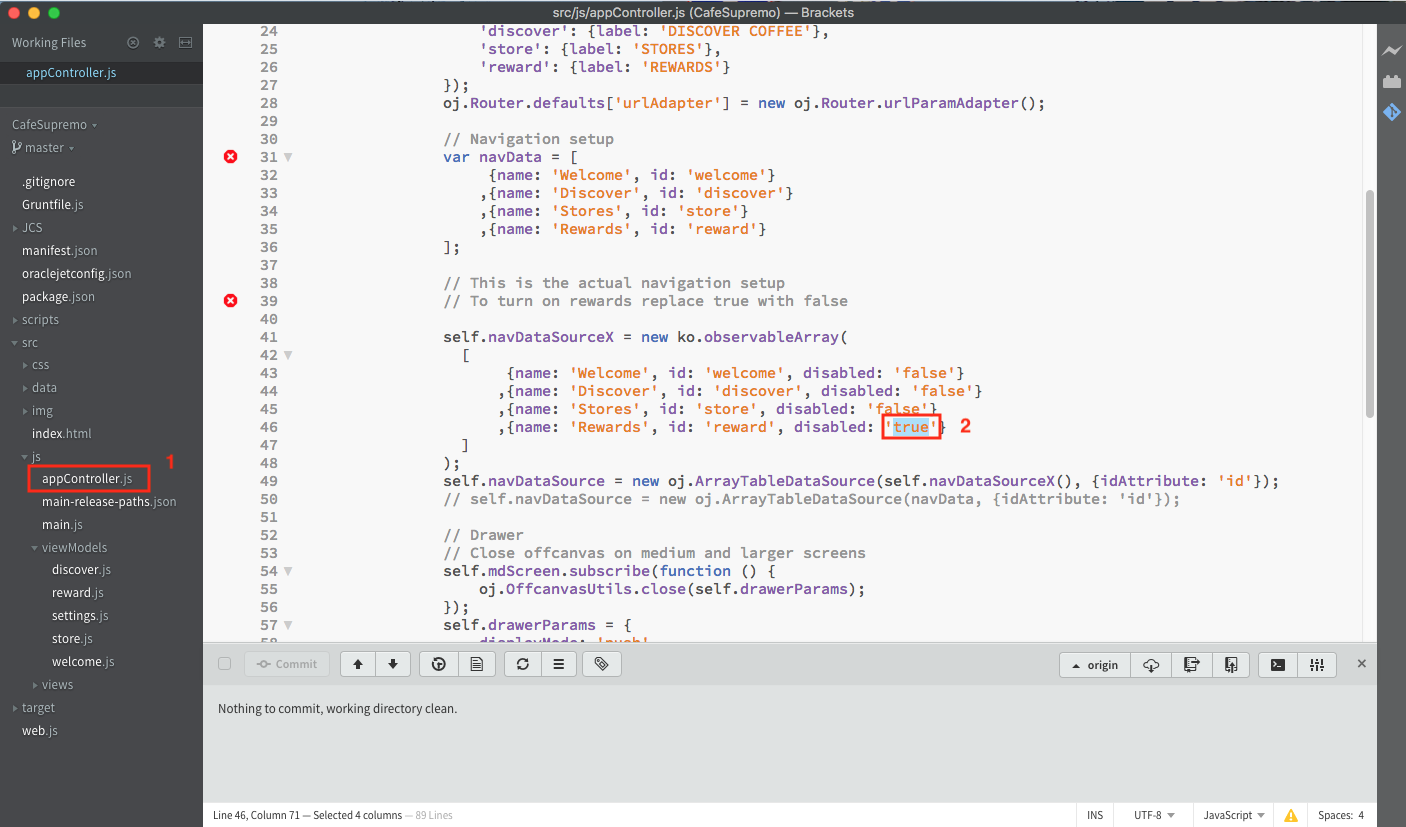 src/js/appController.js (CafeSupremo) — Brackets
Working Files
appController.js
CafeSupremo
master
.gitignore
Gruntfile.js
JCS
manifest.json
oraclejetconfig.json
package.json
scripts
src
css
data
img
index.html
js
appController.js
1
main-release-paths.json
main.js
viewModels
discover.js
reward.js
settings.js
store.js
welcome.js
views
target
web.js
24 'discover': {label: 'DISCOVER COFFEE'},
25 'store': {label: 'STORES'},
26 'reward': {label: 'REWARDS'}
27 });
28 oj.Router.defaults['urlAdapter'] = new oj.Router.urlParamAdapter();
29
30 // Navigation setup
31 var navData = [
32 {name: 'Welcome', id: 'welcome'}
33 ,{name: 'Discover', id: 'discover'}
34 ,{name: 'Stores', id: 'store'}
35 ,{name: 'Rewards', id: 'reward'}
36 ];
37
38 // This is the actual navigation setup
39 // To turn on rewards replace true with false
40
41 self.navDataSourceX = new ko.observableArray(
42 [
43 {name: 'Welcome', id: 'welcome', disabled: 'false'}
44 ,{name: 'Discover', id: 'discover', disabled: 'false'}
45 ,{name: 'Stores', id: 'store', disabled: 'false'}
46 ,{name: 'Rewards', id: 'reward', disabled: 'true'} 2
47 ]
48 );
49 self.navDataSource = new oj.ArrayTableDataSource(self.navDataSourceX(), {idAttribute: 'id'});
50 // self.navDataSource = new oj.ArrayTableDataSource(navData, {idAttribute: 'id'});
51
52 // Drawer
53 // Close offcanvas on medium and larger screens
54 self.mdScreen.subscribe(function () {
55 oj.OffcanvasUtils.close(self.drawerParams);
56 });
57 self.drawerParams = {
58 displayMode: 'push'
Commit
origin
Nothing to commit, working directory clean.
Line 46, Column 71 — Selected 4 columns — 89 Lines
INS
UTF-8
JavaScript
Spaces: 4